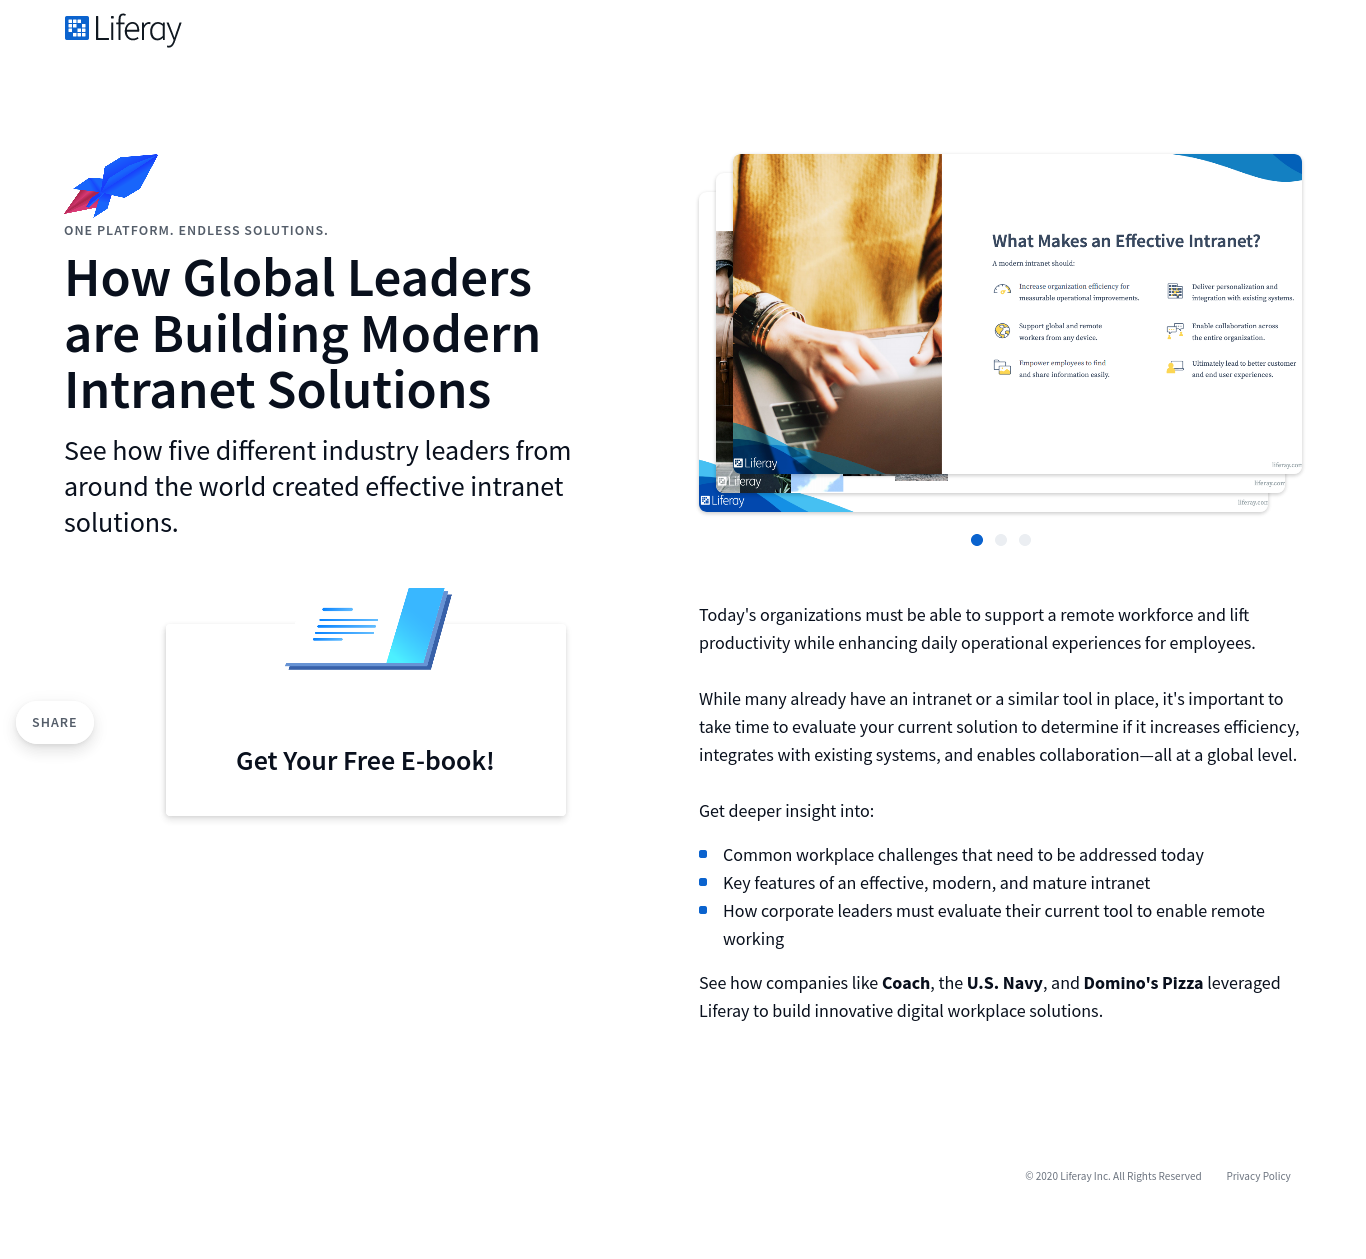 Liferay
ONE PLATFORM. ENDLESS SOLUTIONS.
How Global Leaders
are Building Modern
Intranet Solutions
See how five different industry leaders from
around the world created effective intranet
solutions.
SHARE
Get Your Free E-book!
What Makes an Effective Intranet?
A modern intranet should:
Increase organization efficiency for
measurable operational improvements.
Support global and remote
workers from any device.
Empower employees to find
and share information easily.
Deliver personalization and
integration with existing systems.
Enable collaboration across
the entire organization.
Ultimately lead to better customer
and end user experiences.
Liferay
liferay.com
Liferay
liferay.com
Liferay
liferay.com
Today's organizations must be able to support a remote workforce and lift
productivity while enhancing daily operational experiences for employees.
While many already have an intranet or a similar tool in place, it's important to
take time to evaluate your current solution to determine if it increases efficiency,
integrates with existing systems, and enables collaboration—all at a global level.
Get deeper insight into:
Common workplace challenges that need to be addressed today
Key features of an effective, modern, and mature intranet
How corporate leaders must evaluate their current tool to enable remote
working
See how companies like Coach, the U.S. Navy, and Domino's Pizza leveraged
Liferay to build innovative digital workplace solutions.
© 2020 Liferay Inc. All Rights Reserved
Privacy Policy